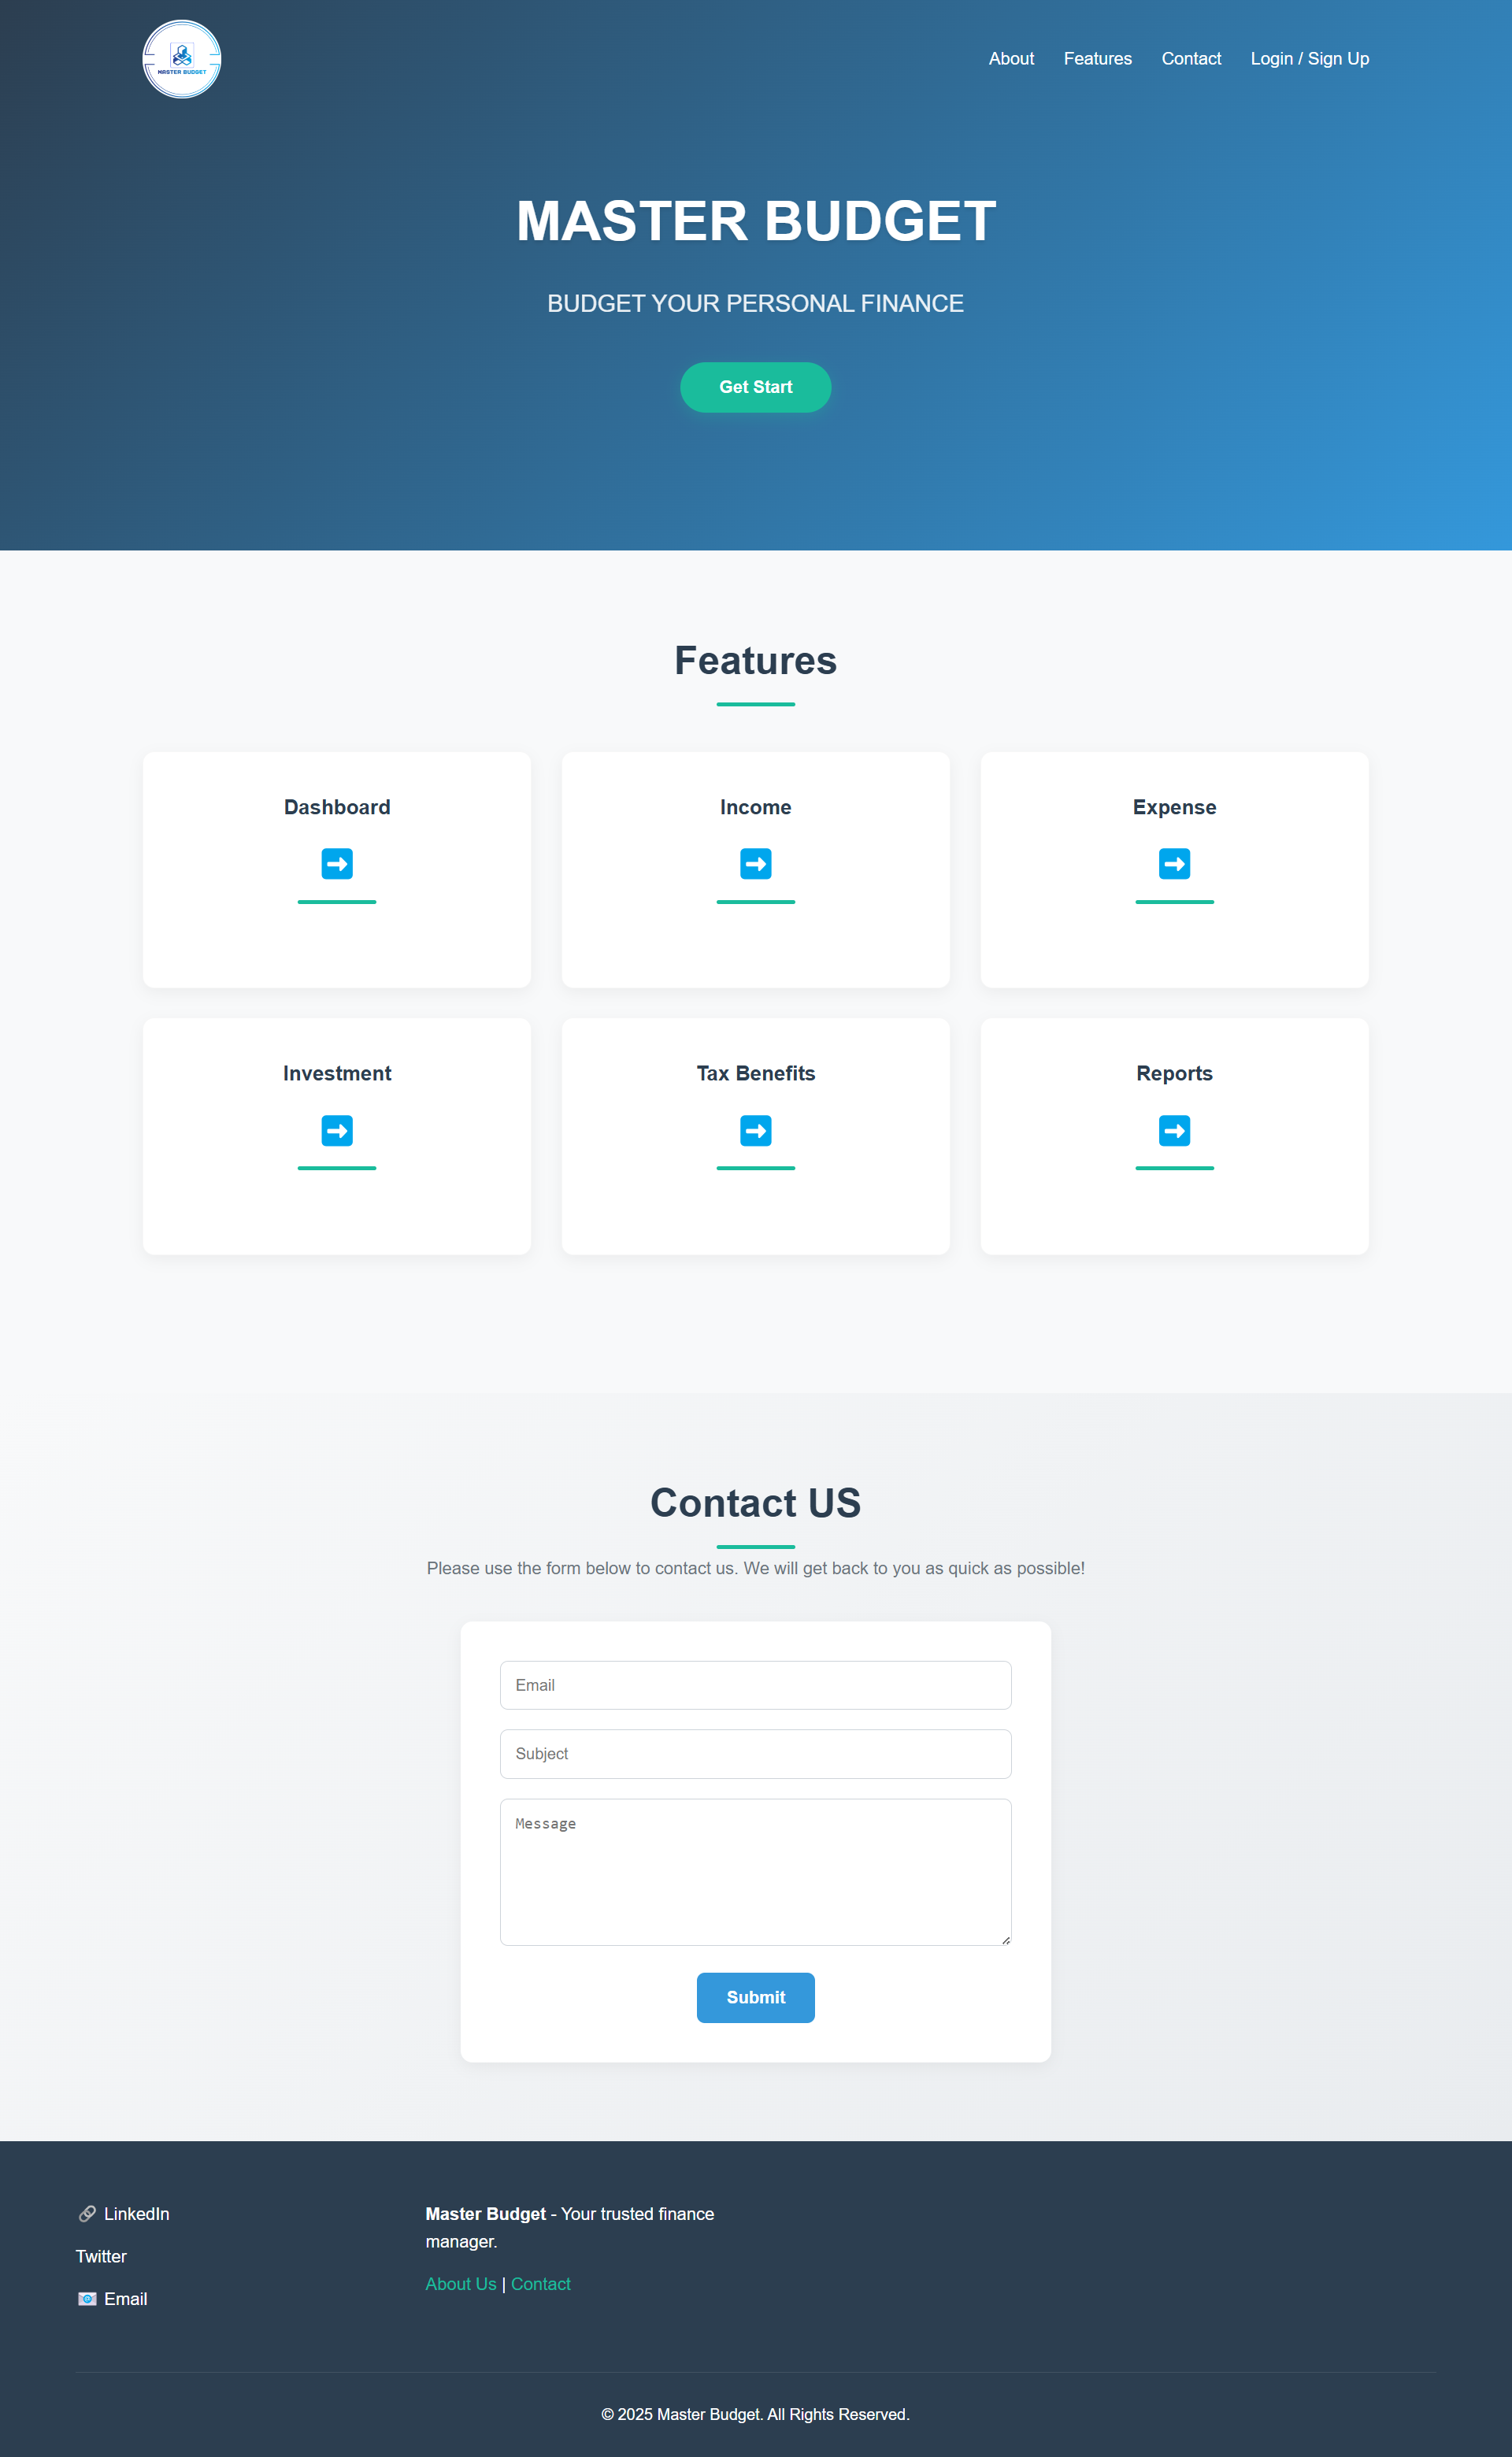 MASTER BUDGET
About
Features
Contact
Login / Sign Up
MASTER BUDGET
BUDGET YOUR PERSONAL FINANCE
Get Start
Features
Dashboard
Income
Expense
Investment
Tax Benefits
Reports
Contact US
Please use the form below to contact us. We will get back to you as quick as possible!
Email
Subject
Message
Submit
LinkedIn
Twitter
Email
Master Budget - Your trusted finance
manager.
About Us | Contact
© 2025 Master Budget. All Rights Reserved.